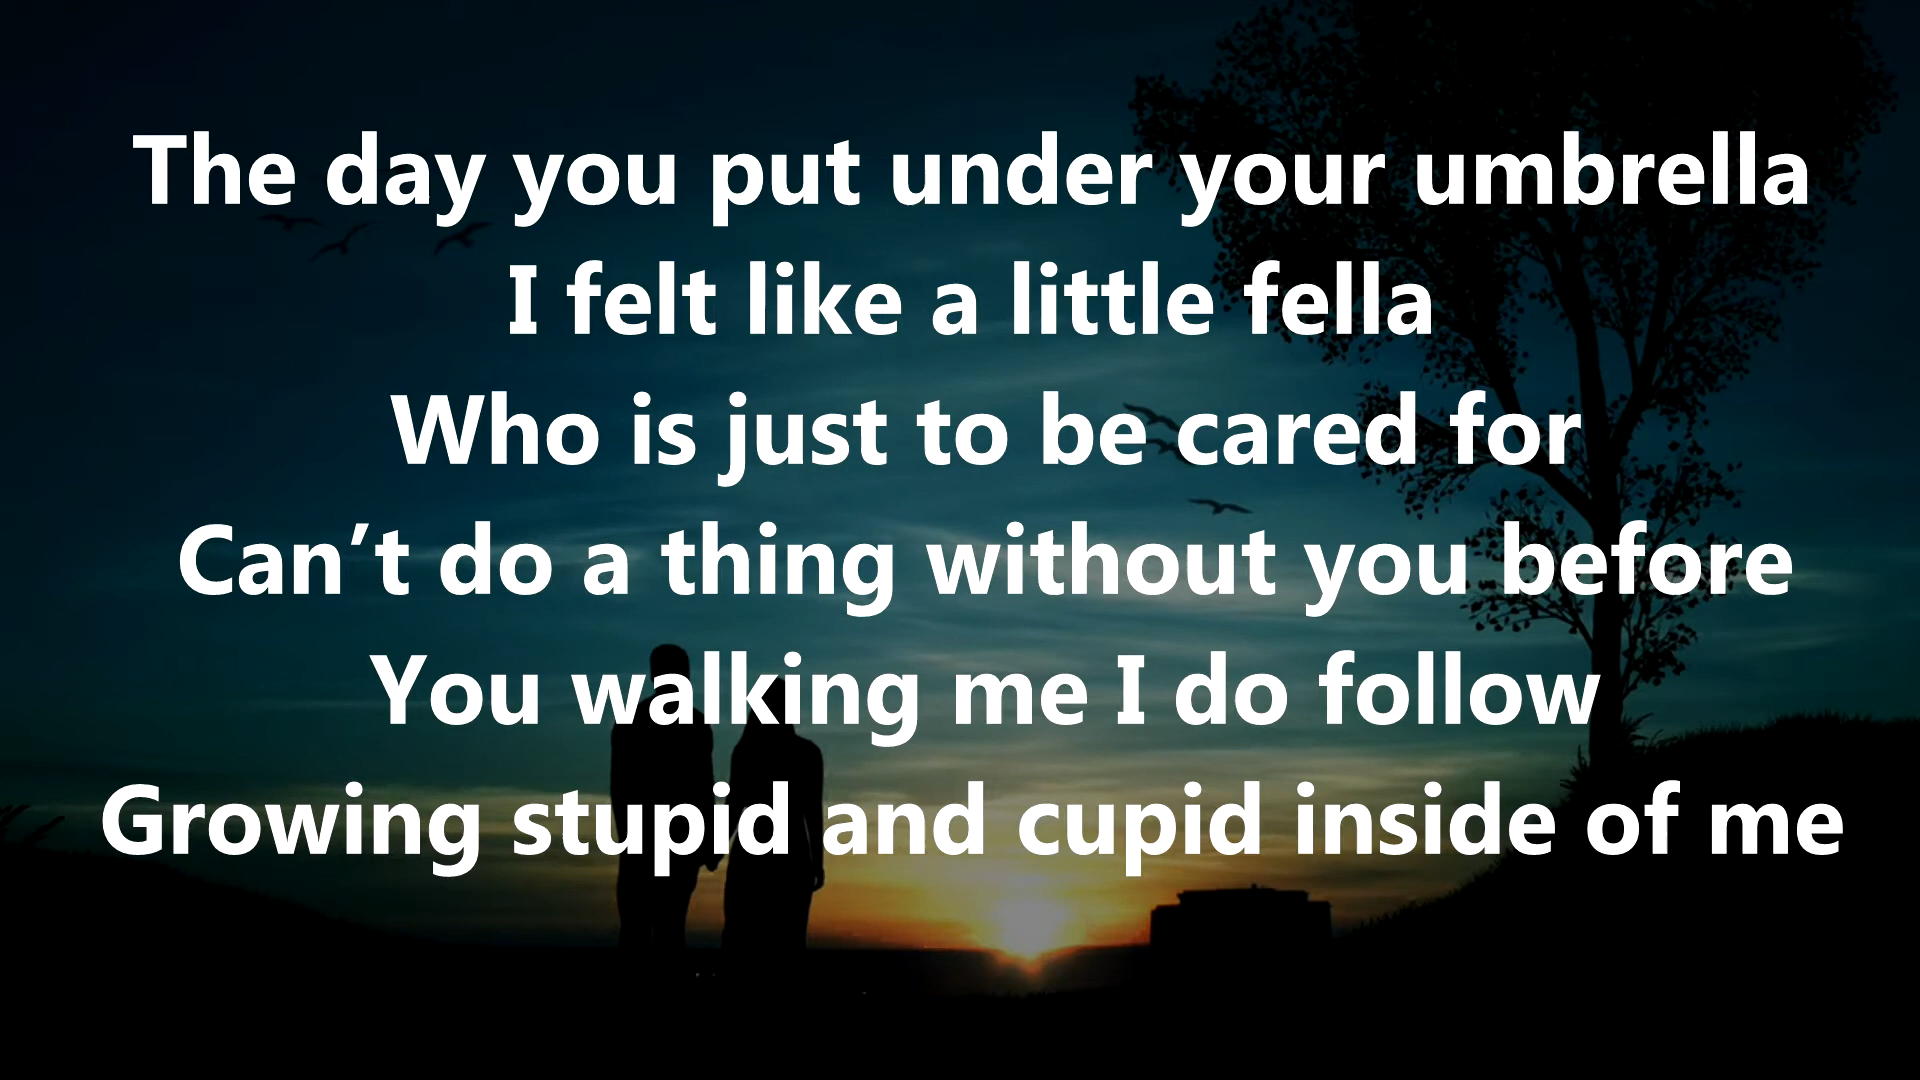 The day you put under your umbrella
I felt like a little fella
Who is just to be cared for
Can’t do a thing without you before
You walking me I do follow
Growing stupid and cupid inside of me